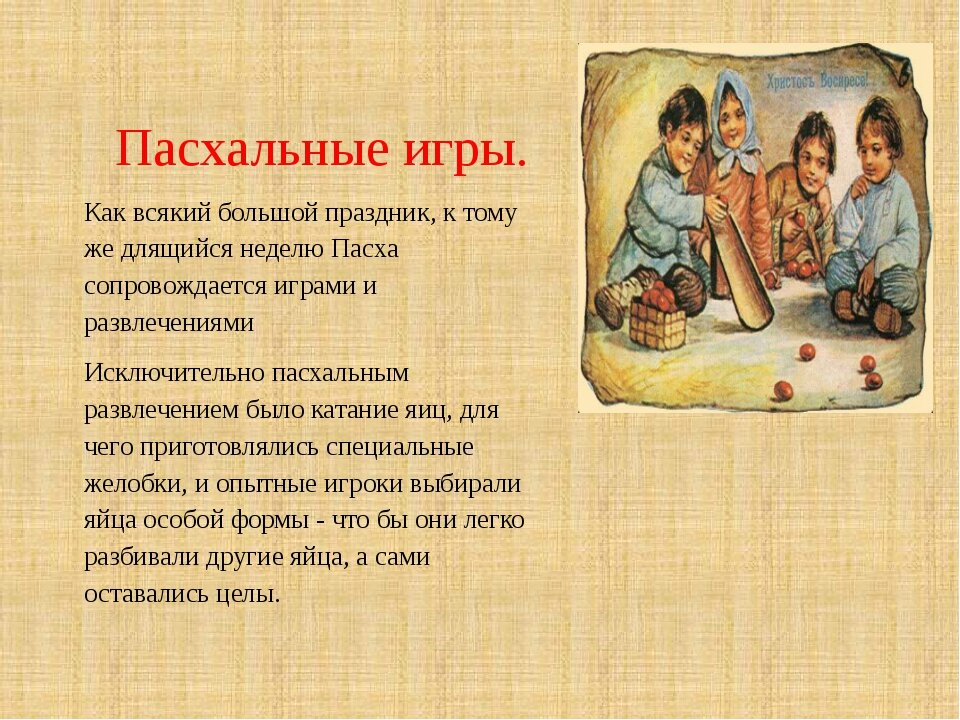 Пасхальные игры.
Как всякий большой праздник, к тому
же длящийся неделю Пасха
сопровождается играми и
развлечениями
Исключительно пасхальным
развлечением было катание яиц, для
чего приготовлялись специальные
желобки, и опытные игроки выбирали
яйца особой формы - что бы они легко
разбивали другие яйца, а сами
оставались целы.
Христосъ Воскресе!